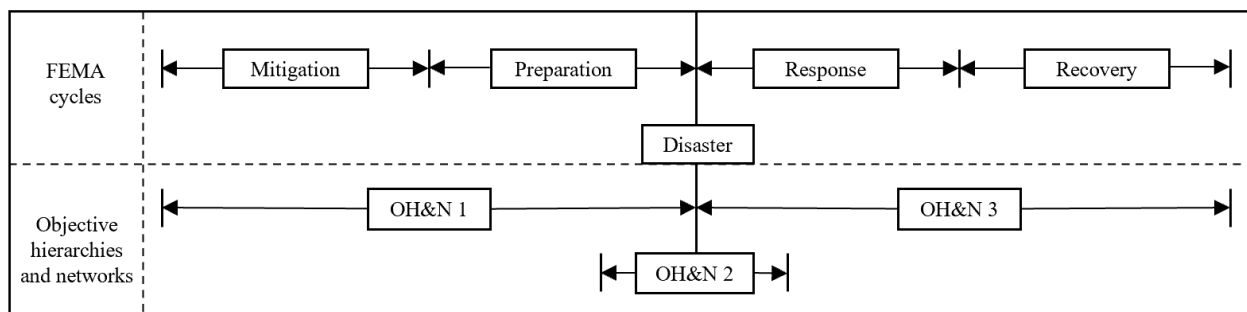 FEMA
cycles
Mitigation
Preparation
Response
Recovery
Disaster
Objective
hierarchies
and networks
OH&N 1
OH&N 3
OH&N 2